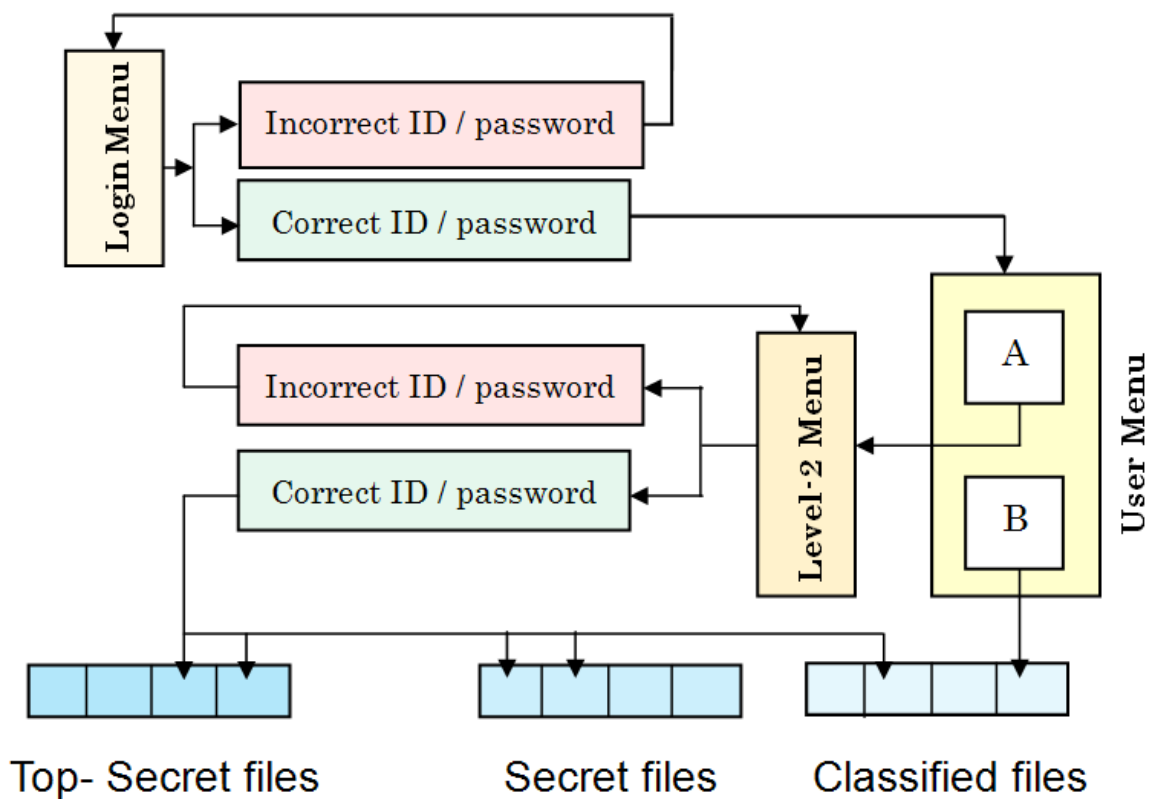 Login Menu
Incorrect ID / password
Correct ID / password
A
Incorrect ID / password
Level-2 Menu
User Menu
Correct ID / password
B
Top- Secret files
Secret files
Classified files